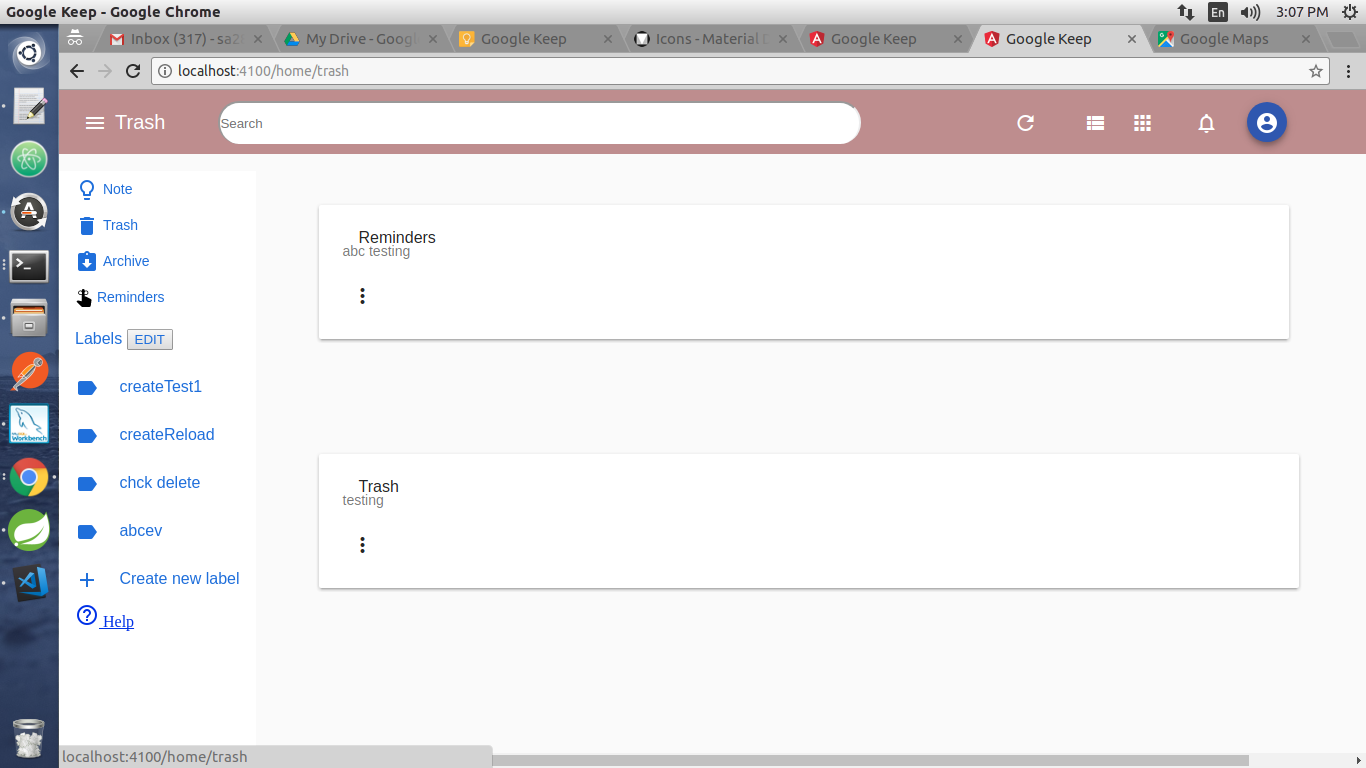 Google Keep - Google Chrome
En
3:07 PM
Inbox (317) - sa2
My Drive - Googl
Google Keep
Icons - Material D
Google Keep
Google Keep
Google Maps
localhost:4100/home/trash
Trash
Search
Note
Trash
Archive
Reminders
Labels EDIT
createTest1
createReload
chck delete
abcev
Create new label
Help
Reminders
abc testing
Trash
testing
Workbench
localhost:4100/home/trash